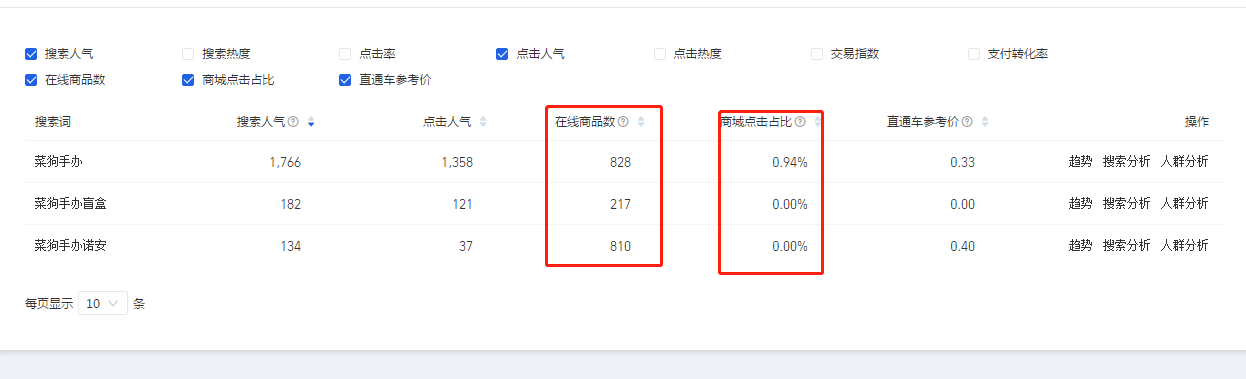 搜索人气 搜索热度 点击率 点击人气 点击热度 交易指数 支付转化率
在线商品数 商城点击占比 直通车参考价
搜索词 搜索人气 点击人气 在线商品数 商城点击占比 直通车参考价 操作
菜狗手办 1,766 1,358 828 0.94% 0.33 趋势 搜索分析 人群分析
菜狗手办盲盒 182 121 217 0.00% 0.00 趋势 搜索分析 人群分析
菜狗手办诺安 134 37 810 0.00% 0.40 趋势 搜索分析 人群分析
每页显示 10 条